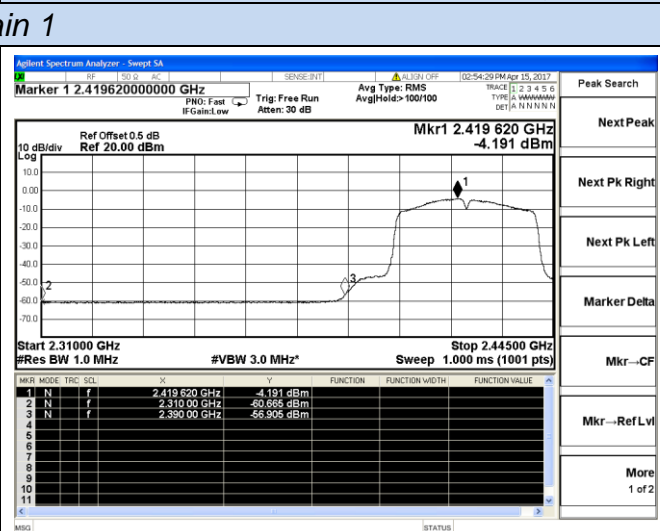 ain 1
Agilent Spectrum Analyzer - Swept SA
RF 50 Ω AC SENSE:INT ALIGN OFF 02:54:29 PM Apr 15, 2017
Marker 1 2.419620000000 GHz
PNO: Fast
IFGain:Low
Trig: Free Run
Atten: 30 dB
Avg Type: RMS
Avg|Hold:> 100/100
TRACE 1 2 3 4 5 6
TYPE A WWWWW
DET A N N N N N
Peak Search
Next Peak
Next Pk Right
Next Pk Left
Marker Delta
Mkr→CF
Mkr→Ref Lvl
More
1 of 2
Ref Offset 0.5 dB
10 dB/div Ref 20.00 dBm
Mkr1 2.419 620 GHz
-4.191 dBm
Log
10.0
0.00
-10.0
-20.0
-30.0
-40.0
-50.0
-60.0
-70.0
1
2
3
Start 2.31000 GHz Stop 2.44500 GHz
#Res BW 1.0 MHz #VBW 3.0 MHz* Sweep 1.000 ms (1001 pts)
MKR MODE TRC SCL X Y FUNCTION FUNCTION WIDTH FUNCTION VALUE
1 N f 2.419 620 GHz -4.191 dBm
2 N f 2.310 00 GHz -60.665 dBm
3 N f 2.390 00 GHz -56.905 dBm
4
5
6
7
8
9
10
11
MSG STATUS